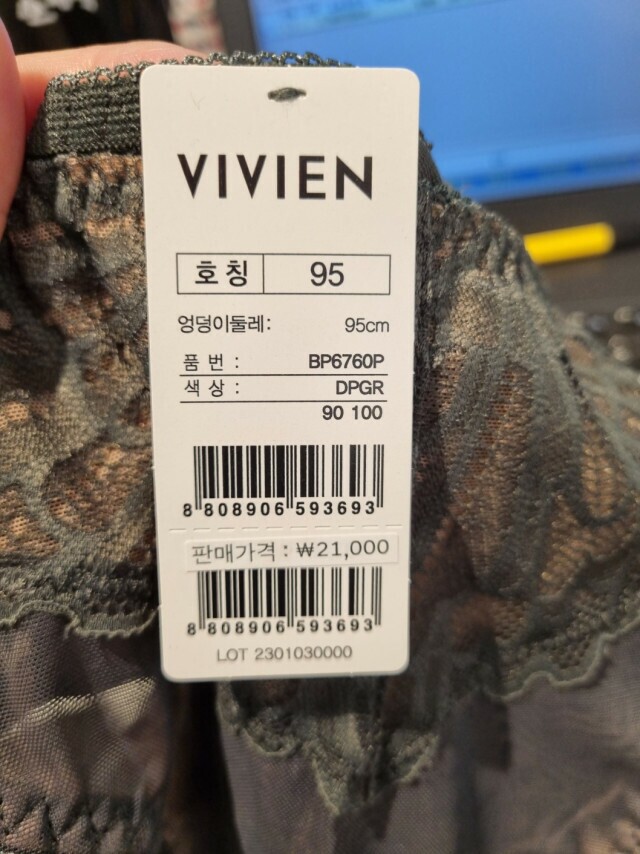 VIVIEN
호칭 95
엉덩이둘레: 95cm
품 번 : BP6760P
색 상 : DPGR
90 100
8 808906 593693
판매가격 : ₩21,000
8 808906 593693
LOT 2301030000